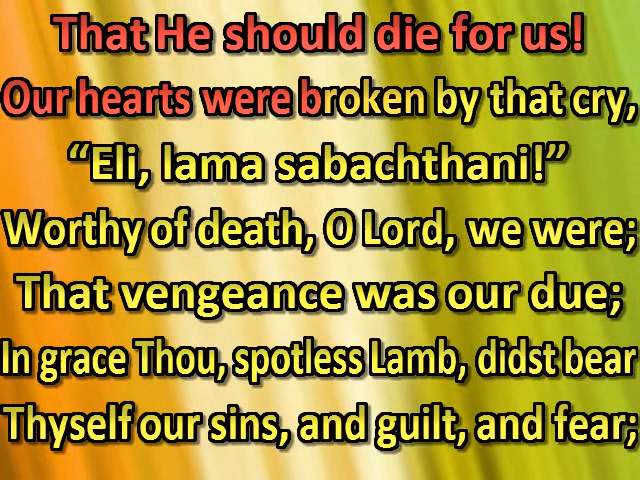 That He should die for us!
Our hearts were broken by that cry,
“Eli, lama sabachthani!”
Worthy of death, O Lord, we were;
That vengeance was our due;
In grace Thou, spotless Lamb, didst bear
Thyself our sins, and guilt, and fear;